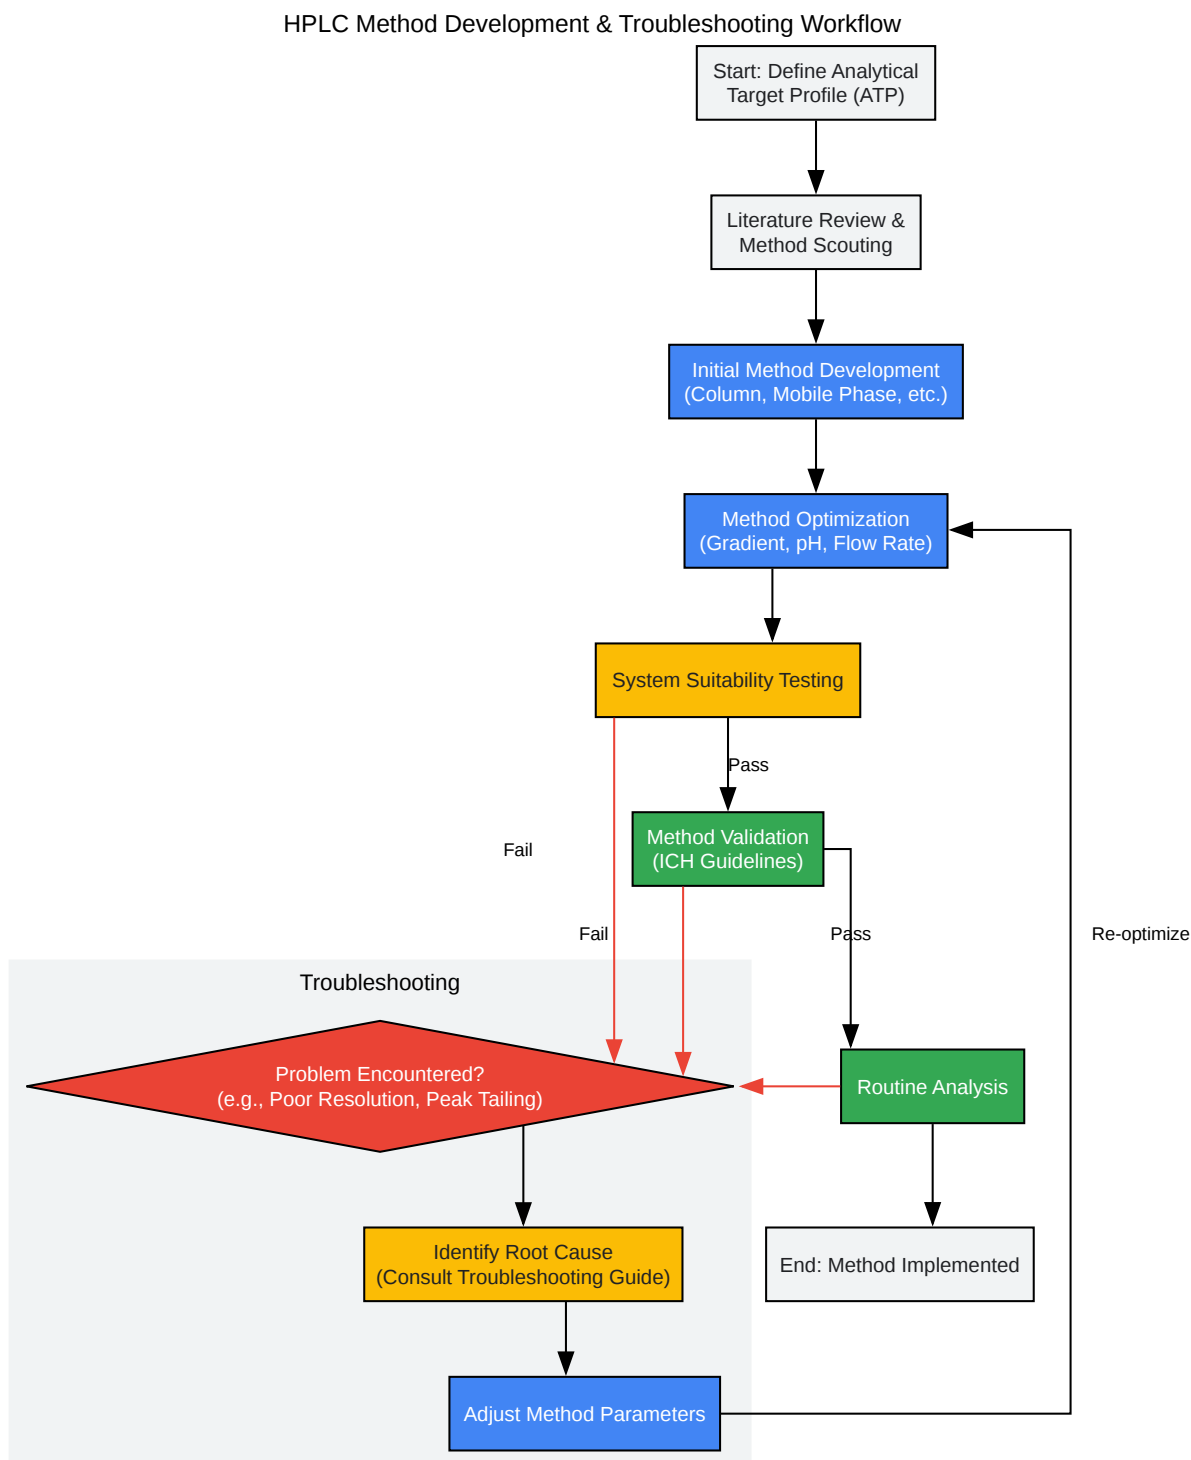 HPLC Method Development & Troubleshooting Workflow
Start: Define Analytical
Target Profile (ATP)
Literature Review &
Method Scouting
Initial Method Development
(Column, Mobile Phase, etc.)
Method Optimization
(Gradient, pH, Flow Rate)
System Suitability Testing
Pass
Method Validation
(ICH Guidelines)
Fail
Fail
Pass
Re-optimize
Troubleshooting
Problem Encountered?
(e.g., Poor Resolution, Peak Tailing)
Routine Analysis
Identify Root Cause
(Consult Troubleshooting Guide)
End: Method Implemented
Adjust Method Parameters